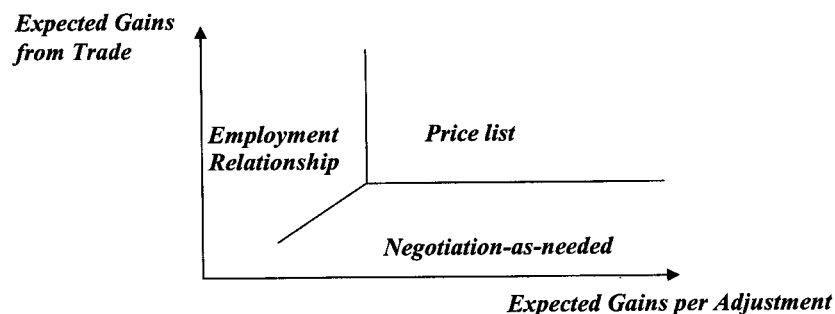 Expected Gains
from Trade
Employment
Relationship
Price list
Negotiation-as-needed
Expected Gains per Adjustment